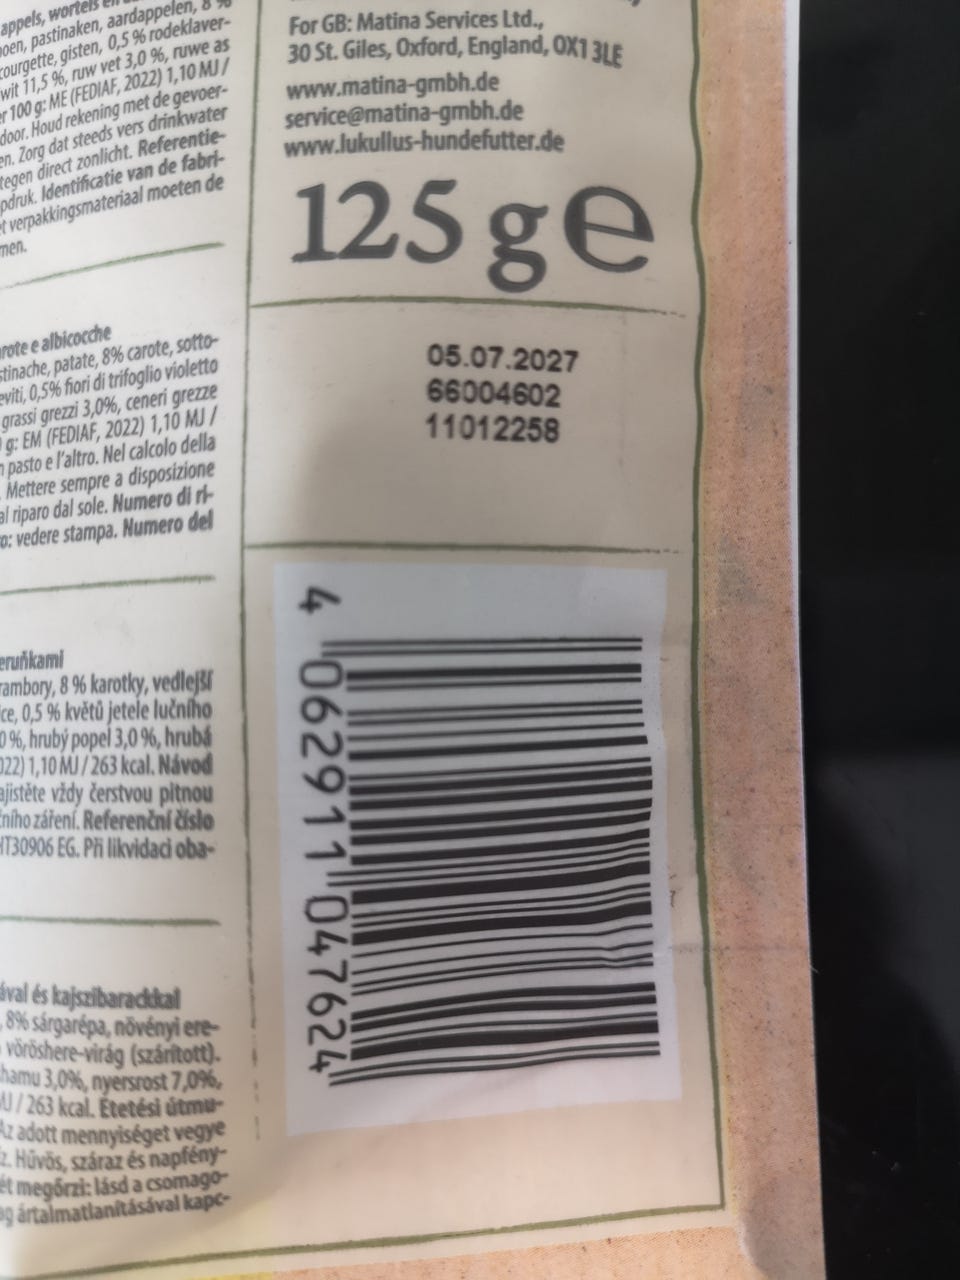 appels, wortels en
aardappelen, 8 %
pastinaken,
courgette, gisten, 0,5 % rodeklaver-
wit 11,5 %, ruw vet 3,0 %, ruwe as
100 g: ME (FEDIAF, 2022) 1,10 MJ /
door. Houd rekening met de gevoer-
en. Zorg dat steeds vers drinkwater
tegen direct zonlicht. Referentie-
pdruk. Identificatie van de fabri-
et verpakkingsmateriaal moeten de
men.
rote e albicocche
stinache, patate, 8% carote, sotto-
eviti, 0,5% fiori di trifoglio violetto
grassi grezzi 3,0%, ceneri grezze
g: EM (FEDIAF, 2022) 1,10 MJ /
pasto e l'altro. Nel calcolo della
Mettere sempre a disposizione
al riparo dal sole. Numero di ri-
o: vedere stampa. Numero del
eruňkami
rambory, 8 % karotky, vedlejší
ce, 0,5 % květů jetele lučního
0 %, hrubý popel 3,0 %, hrubá
022) 1,10 MJ / 263 kcal. Návod
ajistěte vždy čerstvou pitnou
čního záření. Referenční číslo
HT30906 EG. Při likvidaci oba-
ával és kajszibarackkal
8% sárgarépa, növényi ere-
vöröshere-virág (szárított).
hamu 3,0%, nyersrost 7,0%,
MJ / 263 kcal. Etetési útmu-
Az adott mennyiséget vegye
z. Hűvös, száraz és napfény-
ét megőrzi: lásd a csomago-
ag ártalmatlanításával kapc-
For GB: Matina Services Ltd.,
30 St. Giles, Oxford, England, OX1 3LE
www.matina-gmbh.de
service@matina-gmbh.de
www.lukullus-hundefutter.de
125 g e
05.07.2027
66004602
11012258
4 062911 047624